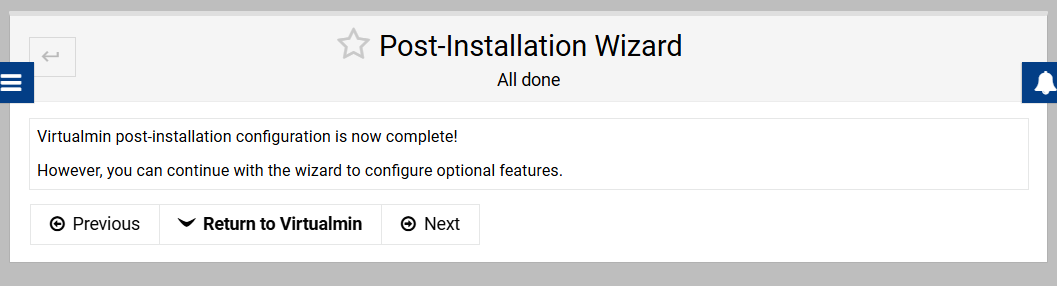 Post-Installation Wizard
All done
Virtualmin post-installation configuration is now complete!
However, you can continue with the wizard to configure optional features.
Previous
Return to Virtualmin
Next